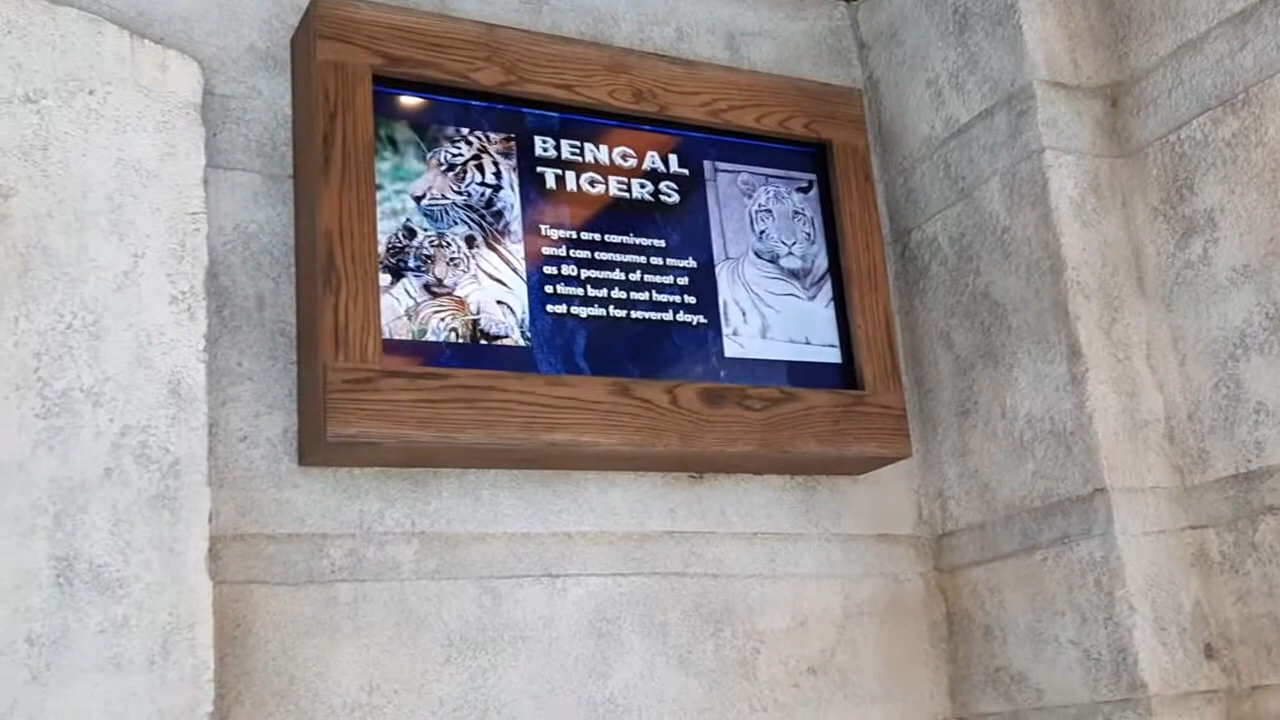 BENGAL
TIGERS
Tigers are carnivores
and can consume as much
as 80 pounds of meat at
a time but do not have to
eat again for several days.